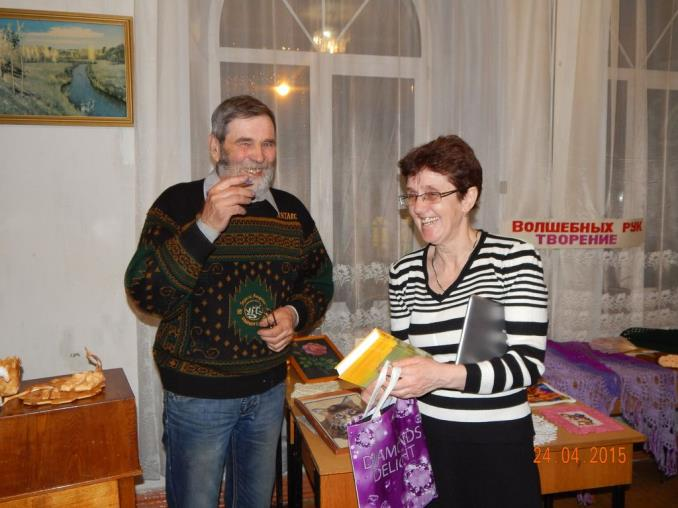 ВОЛШЕБНЫХ РУК
ТВОРЕНИЕ
DIAMONDS
DELIGHT
24.04.2015